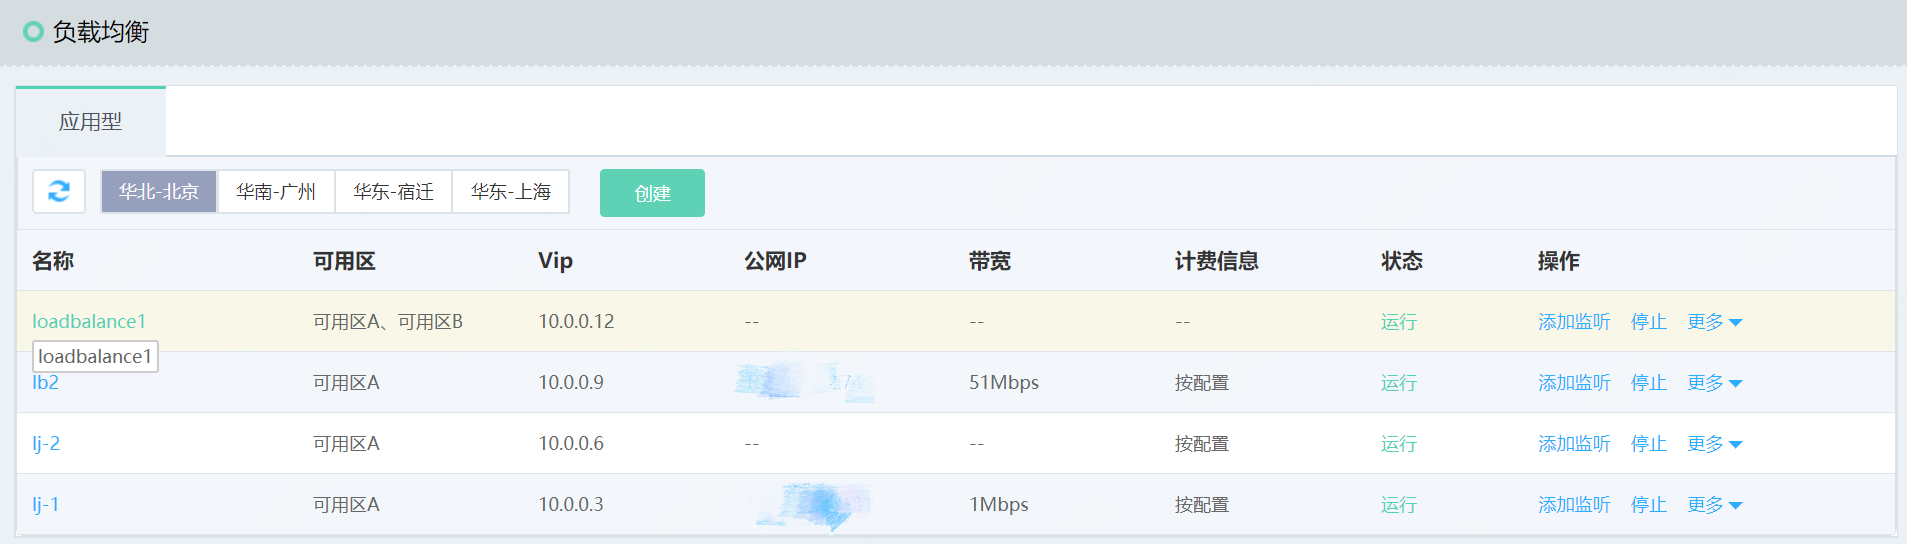 负载均衡
应用型
华北-北京 华南-广州 华东-宿迁 华东-上海 创建
名称 可用区 Vip 公网IP 带宽 计费信息 状态 操作
loadbalance1 可用区A、可用区B 10.0.0.12 -- -- -- 运行 添加监听 停止 更多
loadbalance1
lb2 可用区A 10.0.0.9 51Mbps 按配置 运行 添加监听 停止 更多
lj-2 可用区A 10.0.0.6 -- -- 按配置 运行 添加监听 停止 更多
lj-1 可用区A 10.0.0.3 1Mbps 按配置 运行 添加监听 停止 更多